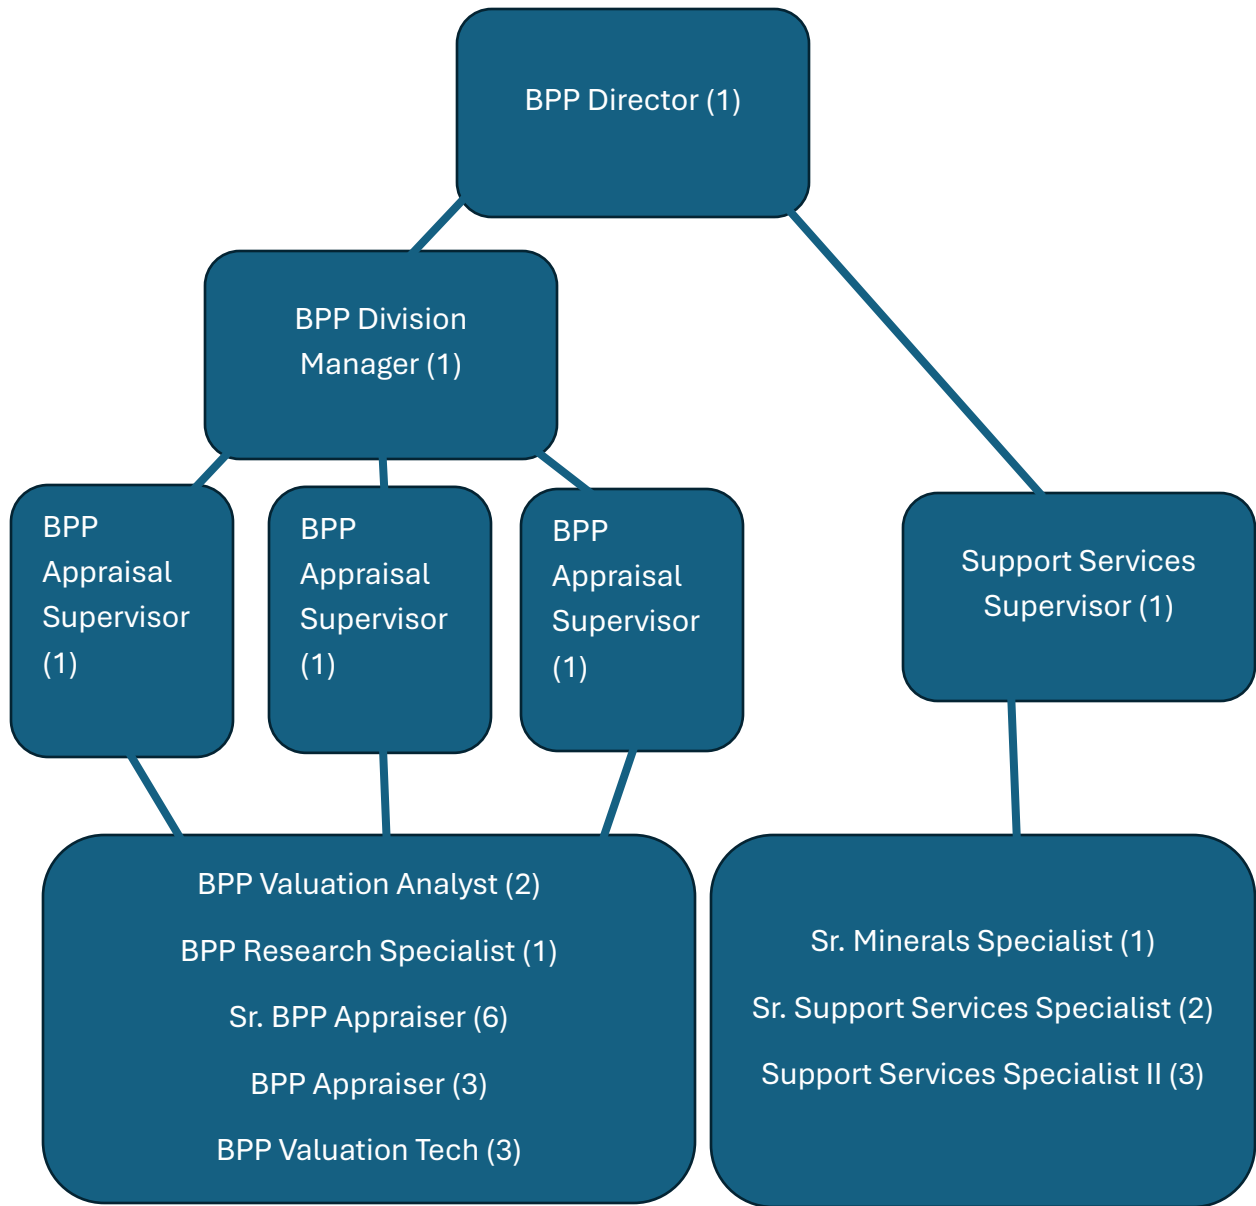 BPP Director (1)
BPP Division
Manager (1)
BPP
Appraisal
Supervisor
(1)
BPP
Appraisal
Supervisor
(1)
BPP
Appraisal
Supervisor
(1)
Support Services
Supervisor (1)
BPP Valuation Analyst (2)
BPP Research Specialist (1)
Sr. BPP Appraiser (6)
BPP Appraiser (3)
BPP Valuation Tech (3)
Sr. Minerals Specialist (1)
Sr. Support Services Specialist (2)
Support Services Specialist II (3)